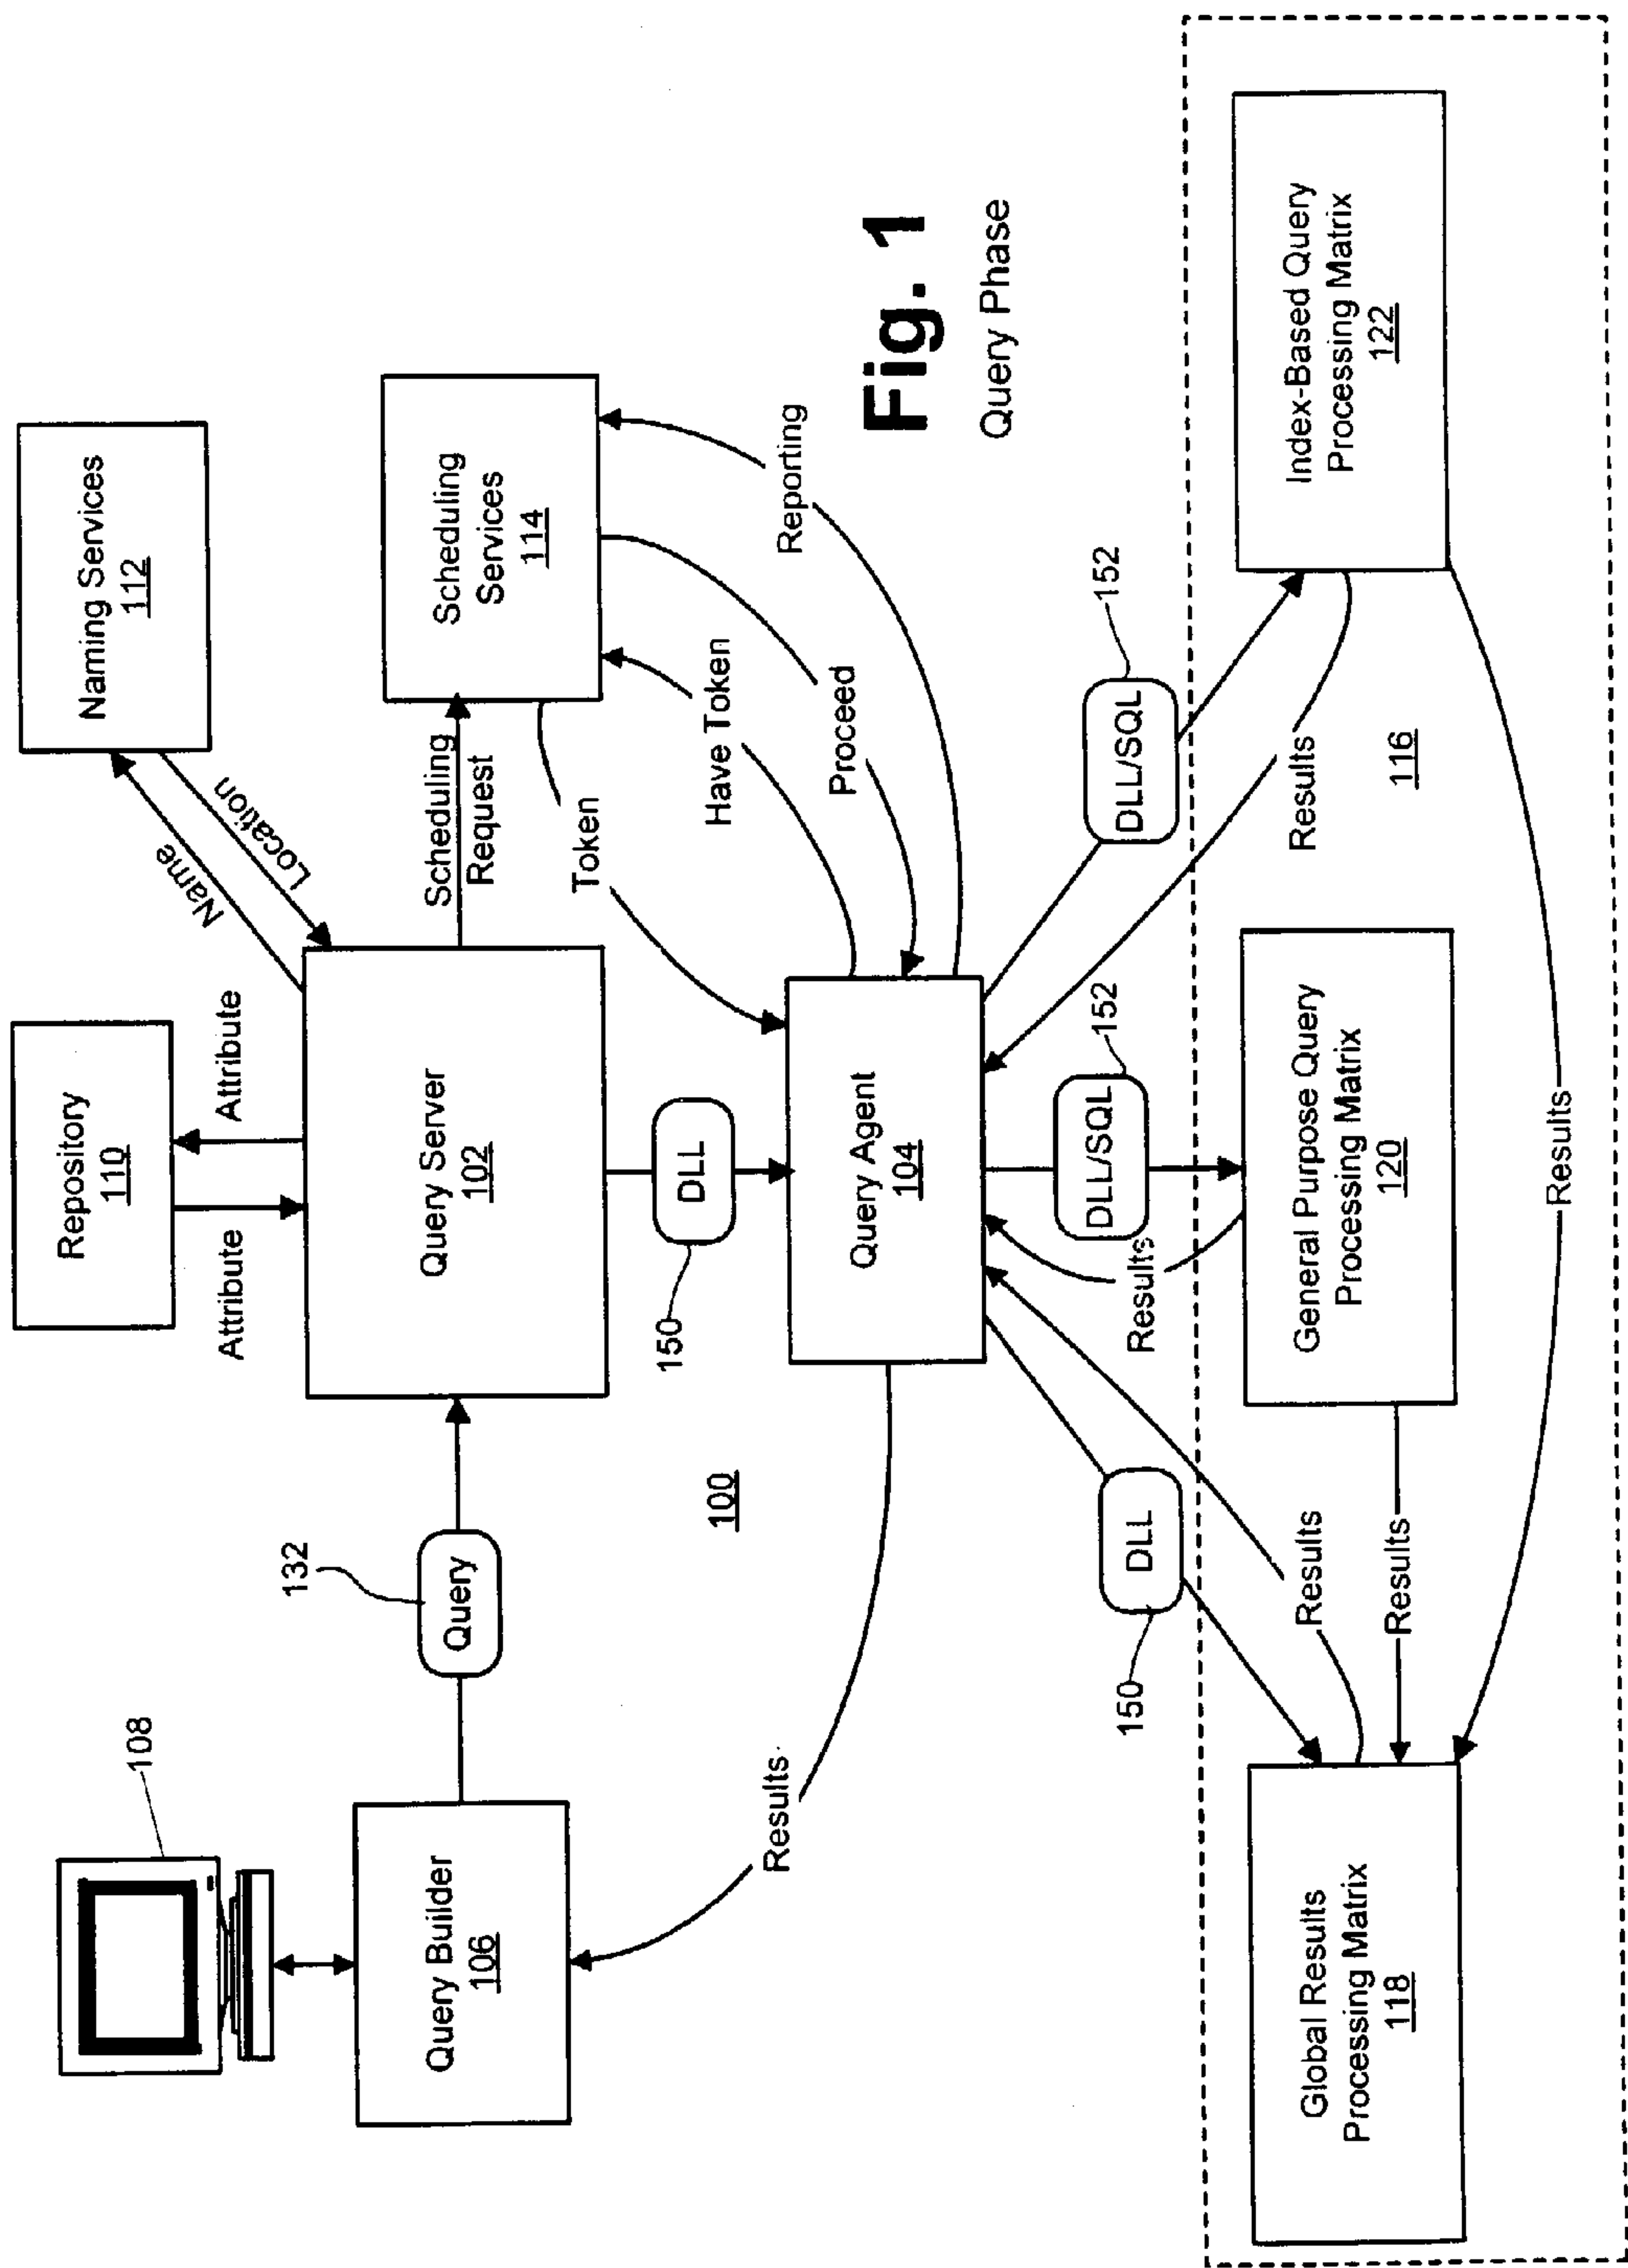 108
Query Builder
106
132
Query
Repository
110
Attribute
Attribute
Naming Services
112
Name
Location
Query Server
102
Scheduling
Request
Scheduling
Services
114
Token
Have Token
Proceed
Reporting
150
DLL
100
Results
Query Agent
104
Fig. 1
Query Phase
150
DLL
Results
Results
DLL/SQL
152
DLL/SQL
152
Results
116
Global Results
Processing Matrix
118
Results
General Purpose Query
Processing Matrix
120
Index-Based Query
Processing Matrix
122
Results